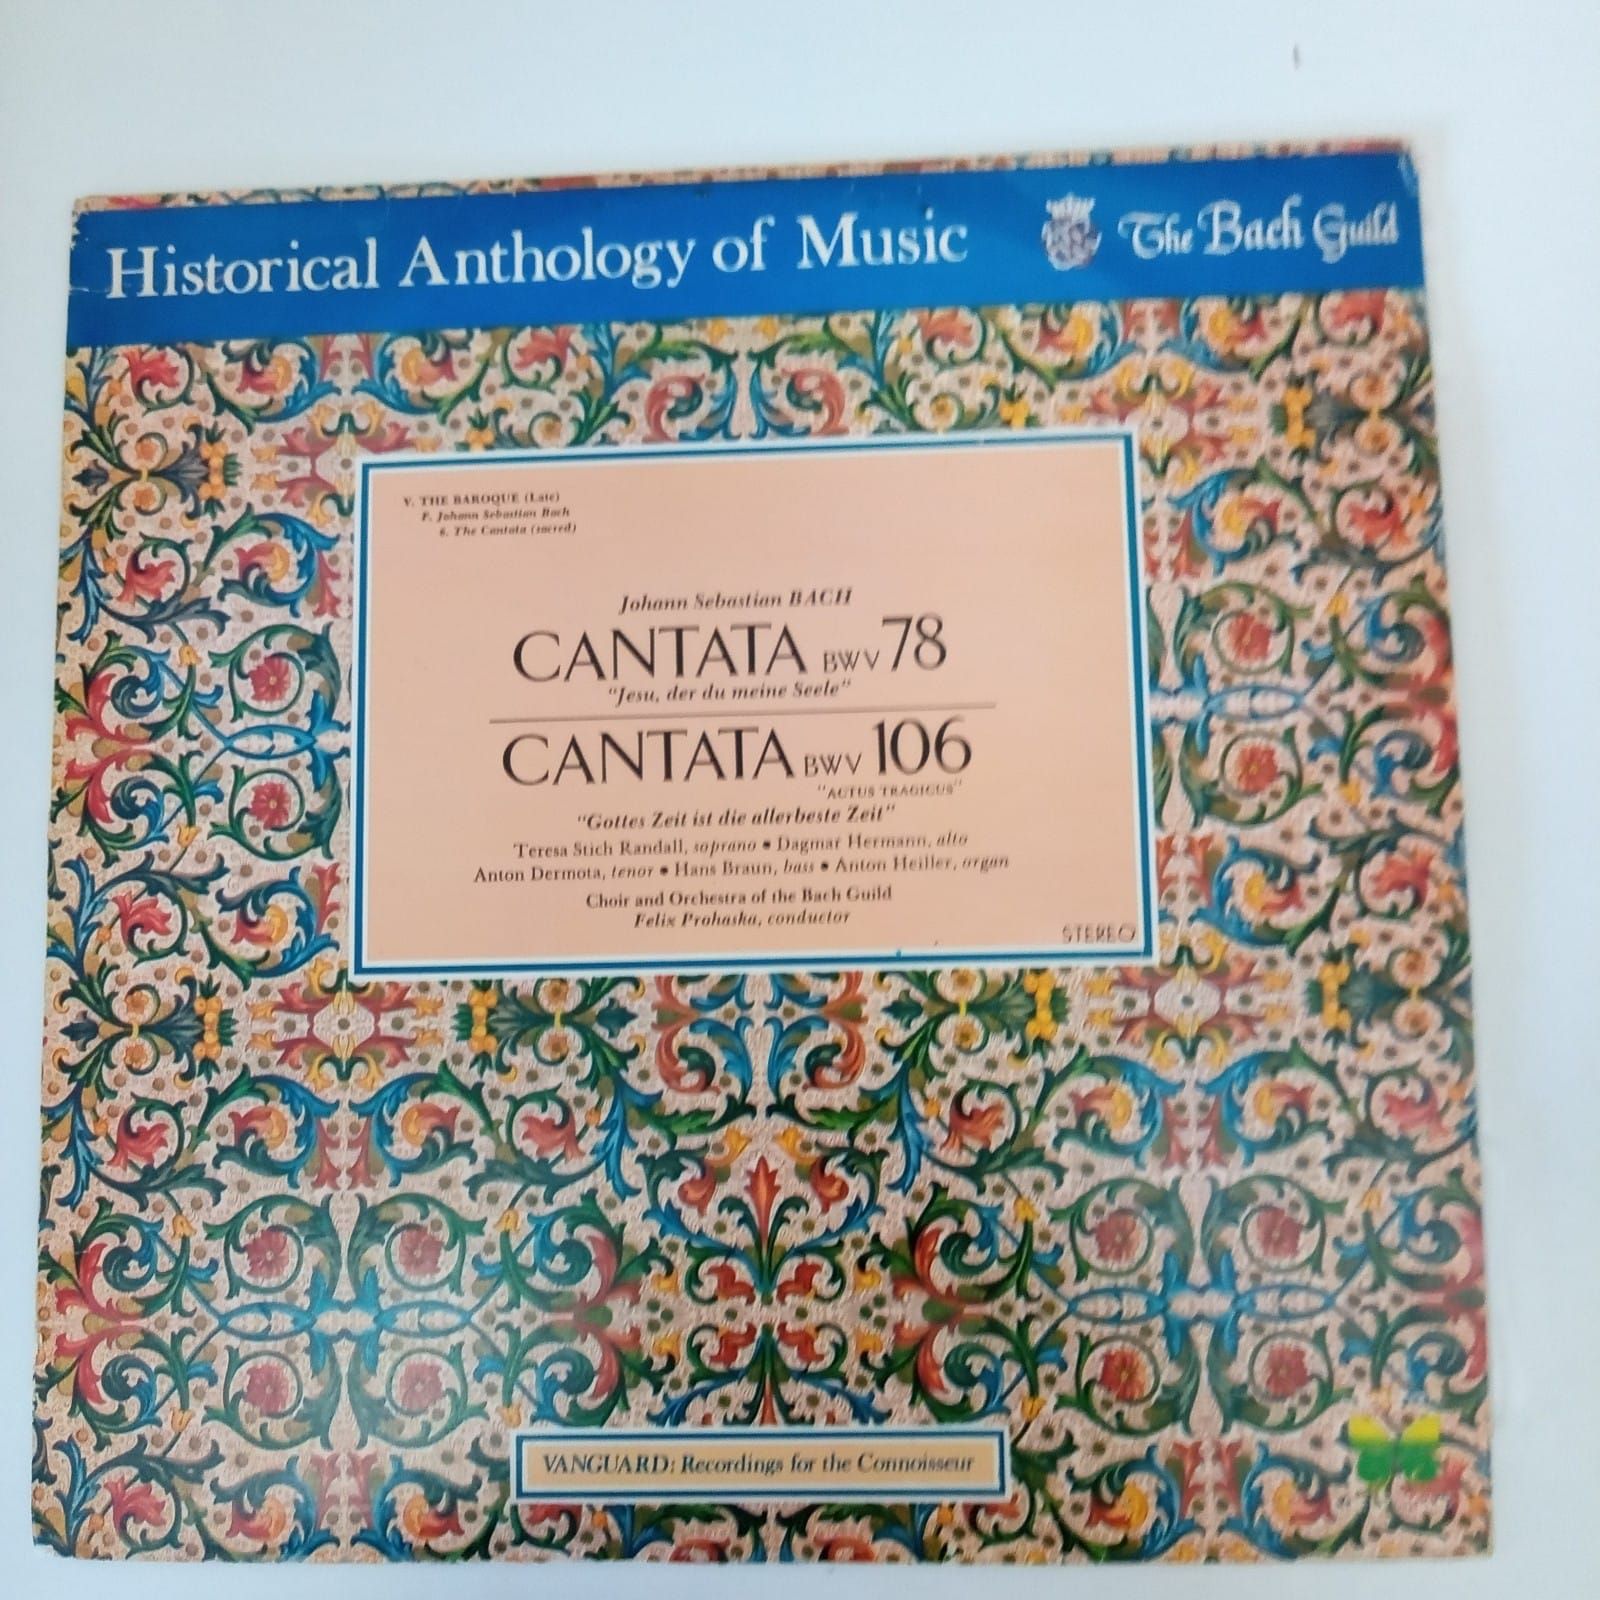 Historical Anthology of Music
The Bach Guild
V. THE BAROQUE (Late)
F. Johann Sebastian Bach
6. The Cantata (sacred)
Johann Sebastian BACH
CANTATA BWV 78
"Jesu, der du meine Seele"
CANTATA BWV 106
"ACTUS TRAGICUS"
"Gottes Zeit ist die allerbeste Zeit"
Teresa Stich Randall, soprano • Dagmar Hermann, alto
Anton Dermota, tenor • Hans Braun, bass • Anton Heiller, organ
Choir and Orchestra of the Bach Guild
Felix Prohaska, conductor
STEREO
VANGUARD: Recordings for the Connoisseur